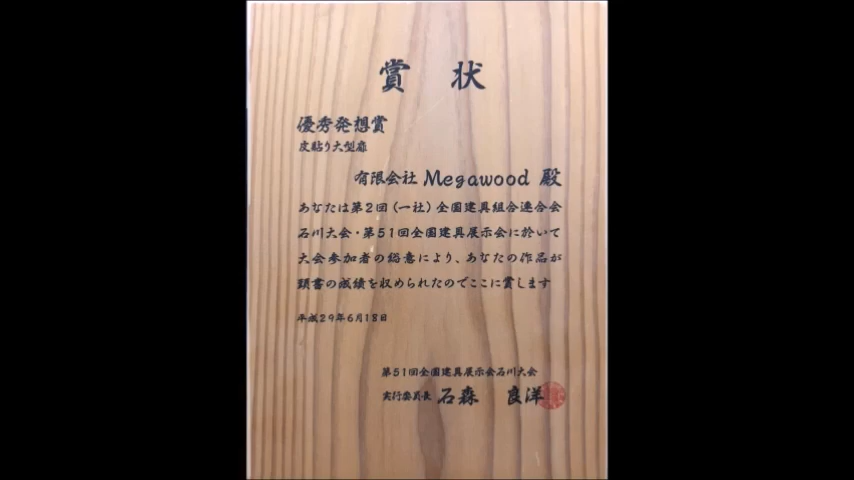 賞 状
優秀発想賞
皮貼り大型扉
有限会社 Megawood 殿
あなたは第2回(一社)全国建具組合連合会
石川大会・第51回全国建具展示会に於いて
大会参加者の総意により、あなたの作品が
頭書の成績を収められたのでここに賞します
平成29年6月18日
第51回全国建具展示会石川大会
実行委員長 石森 良洋